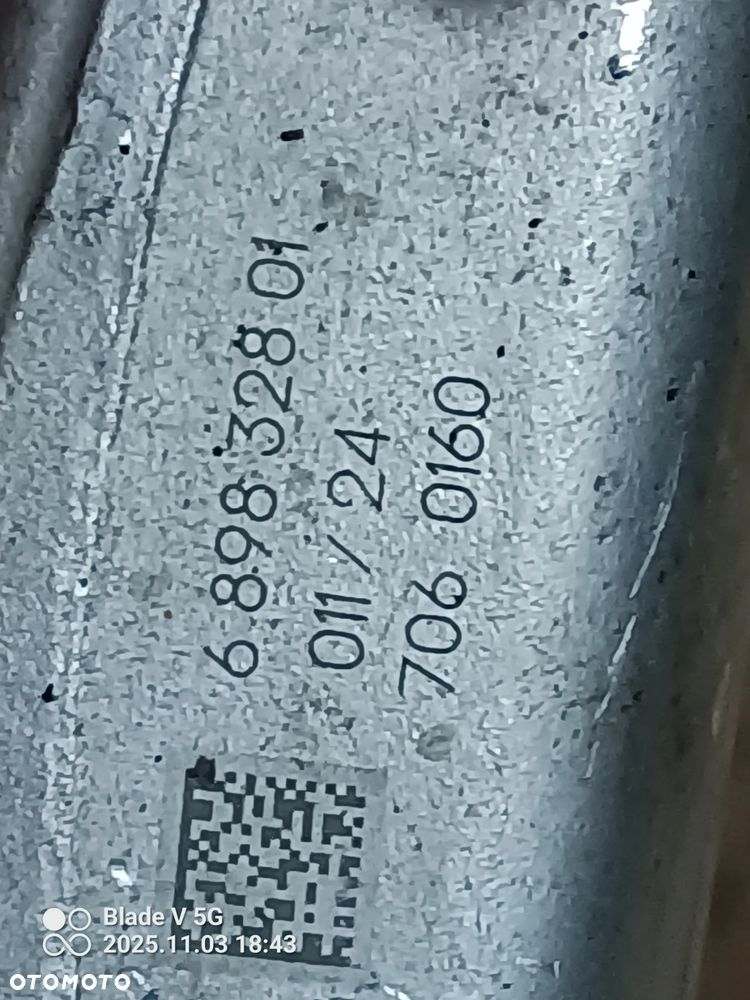 6 898 328 01
011 / 24
706 0160
Blade V 5G
2025.11.03 18:43
OTOMOTO